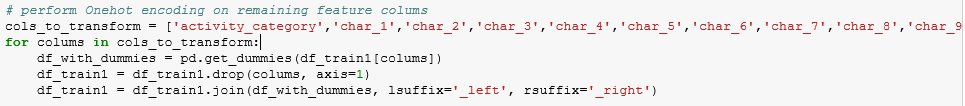 # perform Onehot encoding on remaining feature colums
cols_to_transform = ['activity_category','char_1','char_2','char_3','char_4','char_5','char_6','char_7','char_8','char_9
for colums in cols_to_transform:
    df_with_dummies = pd.get_dummies(df_train1[colums])
    df_train1 = df_train1.drop(colums, axis=1)
    df_train1 = df_train1.join(df_with_dummies, lsuffix='_left', rsuffix='_right')